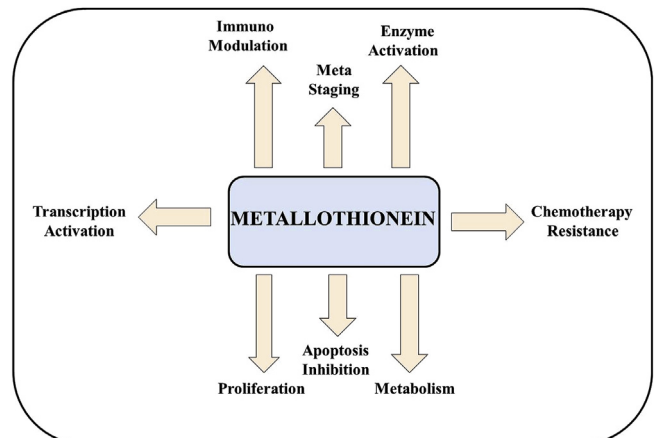 Immuno
Modulation
Meta
Staging
Enzyme
Activation
Transcription
Activation
METALLOTHIONEIN
Chemotherapy
Resistance
Proliferation
Apoptosis
Inhibition
Metabolism